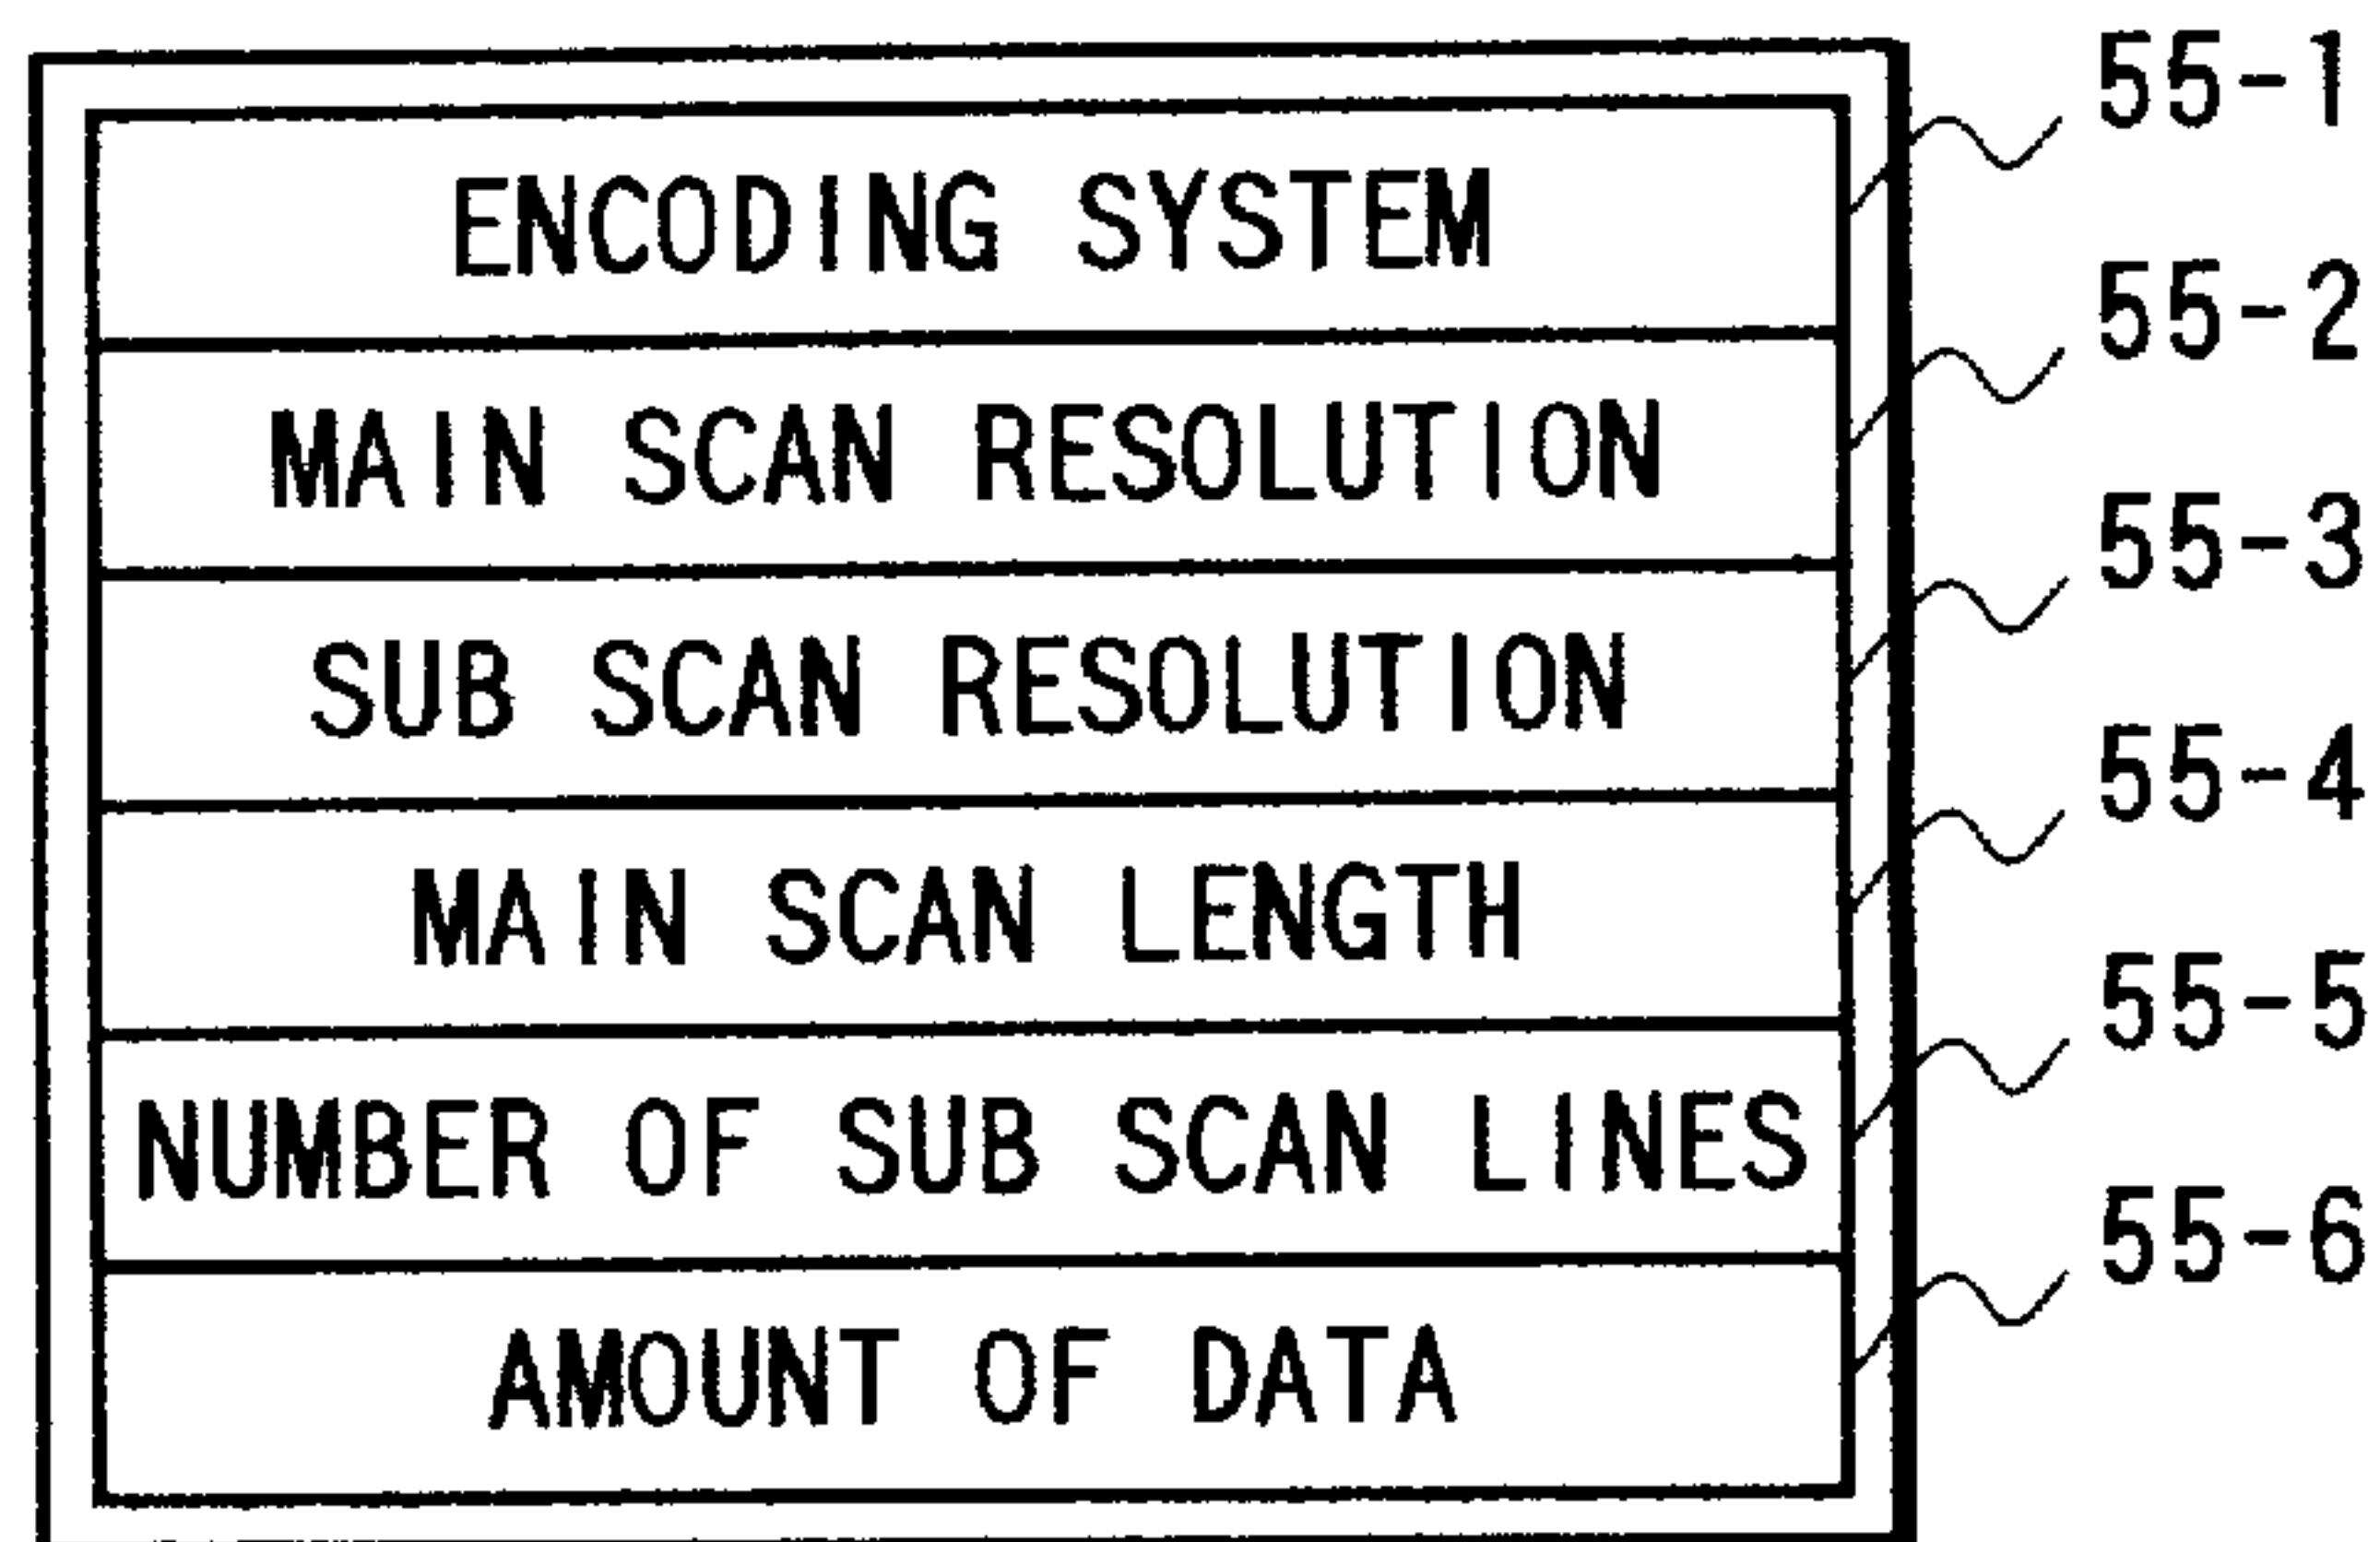 55-1
ENCODING SYSTEM
55-2
MAIN SCAN RESOLUTION
55-3
SUB SCAN RESOLUTION
55-4
MAIN SCAN LENGTH
55-5
NUMBER OF SUB SCAN LINES
55-6
AMOUNT OF DATA